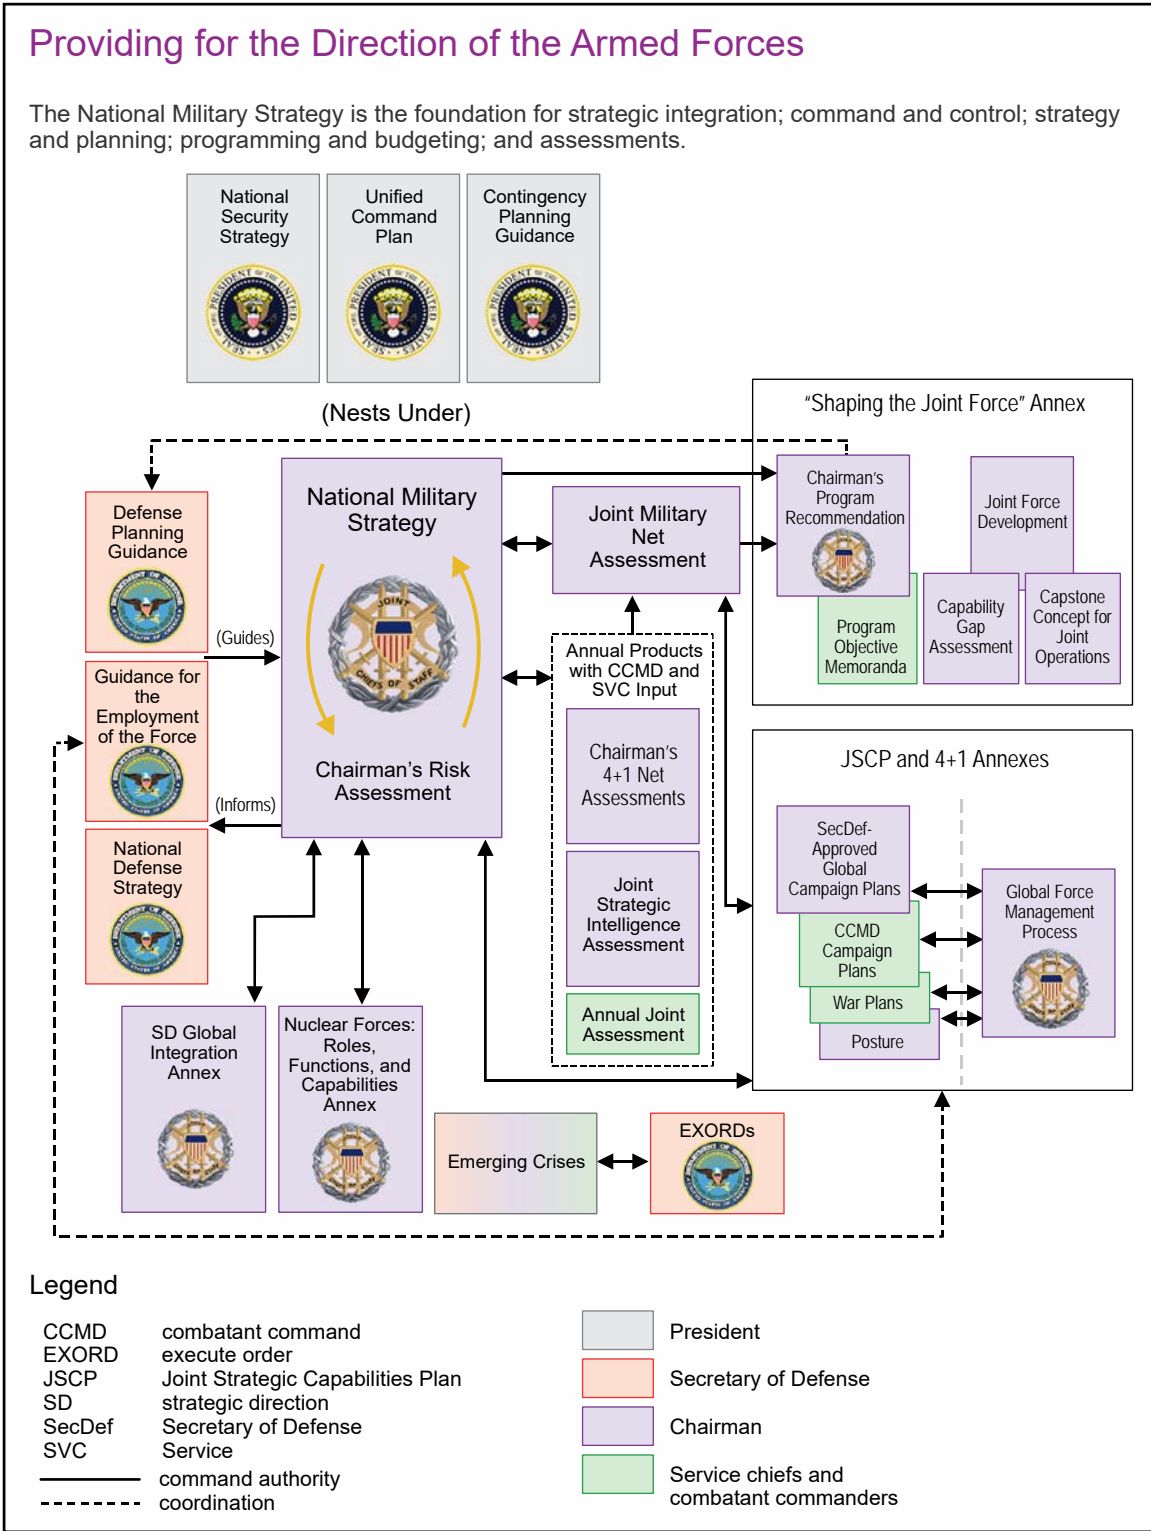 Providing for the Direction of the Armed Forces
The National Military Strategy is the foundation for strategic integration; command and control; strategy
and planning; programming and budgeting; and assessments.
National
Security
Strategy
Unified
Command
Plan
Contingency
Planning
Guidance
(Nests Under)
"Shaping the Joint Force" Annex
Chairman's
Program
Recommendation
Joint Force
Development
Program
Objective
Memoranda
Capability
Gap
Assessment
Capstone
Concept for
Joint
Operations
Defense
Planning
Guidance
(Guides)
Guidance for
the
Employment
of the Force
(Informs)
National
Defense
Strategy
National Military
Strategy
JOINT
CHIEFS OF STAFF
Chairman's Risk
Assessment
Joint Military
Net
Assessment
Annual Products
with CCMD and
SVC Input
Chairman's
4+1 Net
Assessments
Joint
Strategic
Intelligence
Assessment
Annual Joint
Assessment
JSCP and 4+1 Annexes
SecDef-
Approved
Global
Campaign Plans
CCMD
Campaign
Plans
War Plans
Posture
Global Force
Management
Process
SD Global
Integration
Annex
Nuclear Forces:
Roles,
Functions, and
Capabilities
Annex
Emerging Crises
EXORDs
Legend
CCMD combatant command
EXORD execute order
JSCP Joint Strategic Capabilities Plan
SD strategic direction
SecDef Secretary of Defense
SVC Service
command authority
coordination
President
Secretary of Defense
Chairman
Service chiefs and
combatant commanders